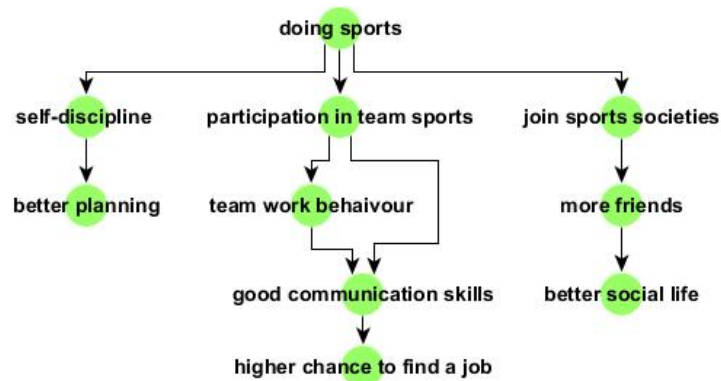 doing sports
self-discipline
participation in team sports
join sports societies
better planning
team work behaivour
more friends
good communication skills
better social life
higher chance to find a job